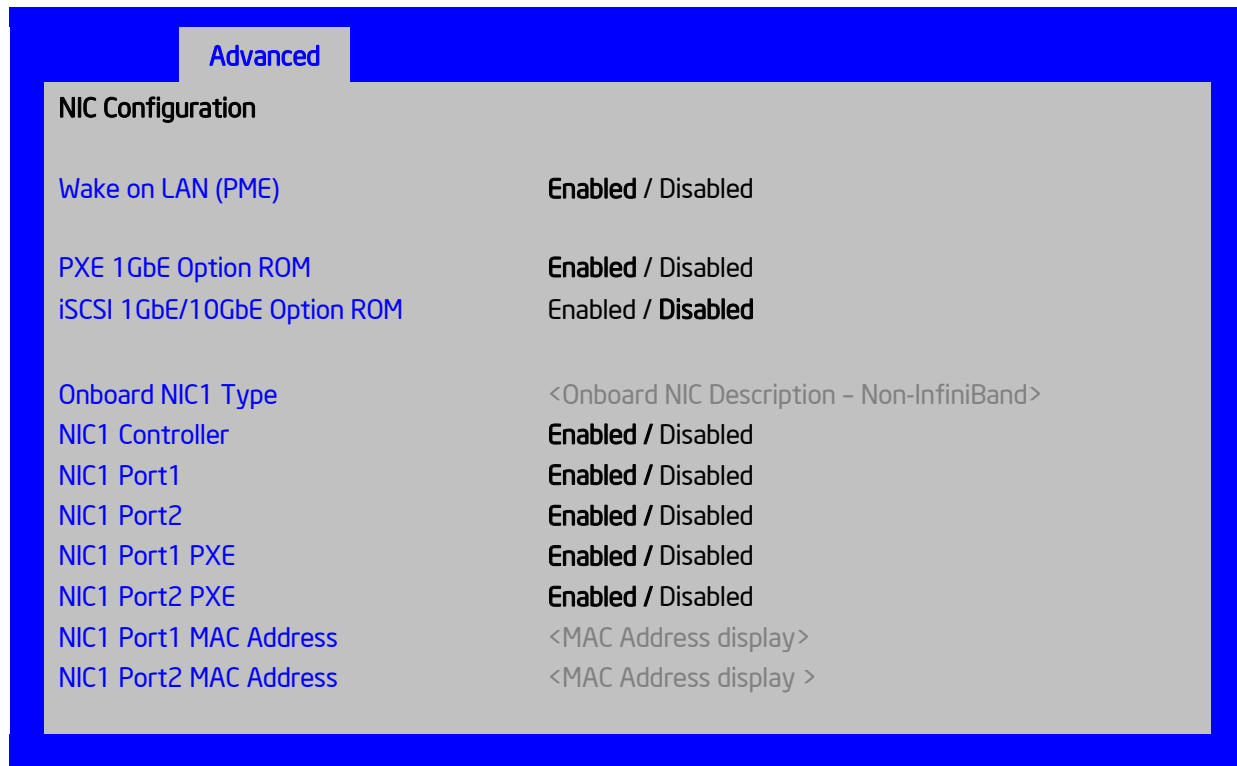 Advanced
NIC Configuration
Wake on LAN (PME) Enabled / Disabled
PXE 1GbE Option ROM Enabled / Disabled
iSCSI 1GbE/10GbE Option ROM Enabled / Disabled
Onboard NIC1 Type <Onboard NIC Description – Non-InfiniBand>
NIC1 Controller Enabled / Disabled
NIC1 Port1 Enabled / Disabled
NIC1 Port2 Enabled / Disabled
NIC1 Port1 PXE Enabled / Disabled
NIC1 Port2 PXE Enabled / Disabled
NIC1 Port1 MAC Address <MAC Address display>
NIC1 Port2 MAC Address <MAC Address display >